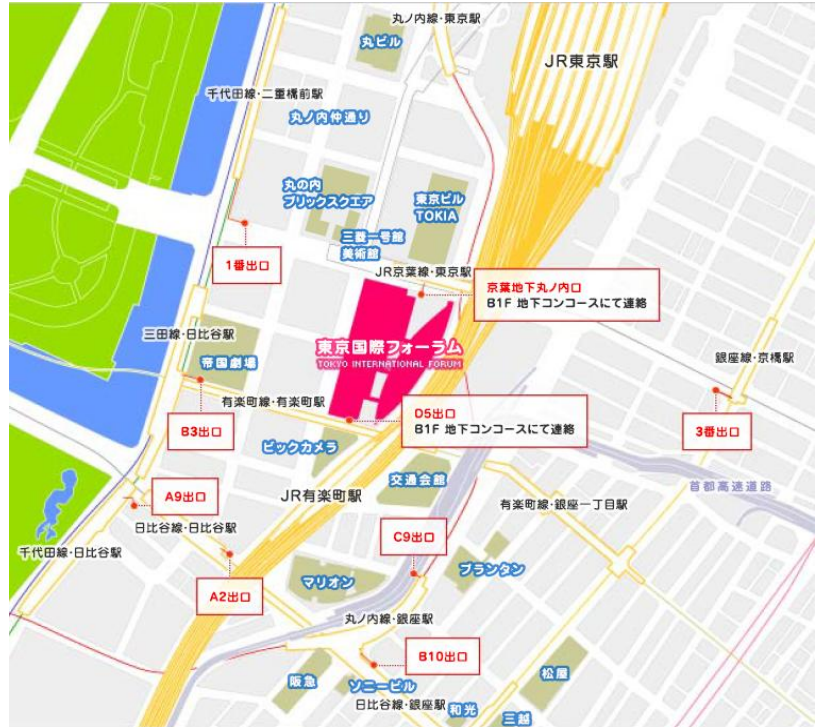 丸ノ内線・東京駅
丸ビル
JR東京駅
千代田線・二重橋前駅
丸ノ内仲通り
丸の内
ブリックスクエア
東京ビル
TOKIA
三菱一号館
美術館
1番出口
JR京葉線・東京駅
京葉地下丸ノ内口
B1F 地下コンコースにて連絡
三田線・日比谷駅
東京国際フォーラム
TOKYO INTERNATIONAL FORUM
帝国劇場
銀座線・京橋駅
有楽町線・有楽町駅
D5出口
B1F 地下コンコースにて連絡
B3出口
3番出口
ビックカメラ
交通会館
A9出口
JR有楽町駅
首都高速道路
有楽町線・銀座一丁目駅
日比谷線・日比谷駅
千代田線・日比谷駅
C9出口
プランタン
A2出口
マリオン
丸ノ内線・銀座駅
B10出口
阪急
ソニービル
松屋
日比谷線・銀座駅
和光
三越